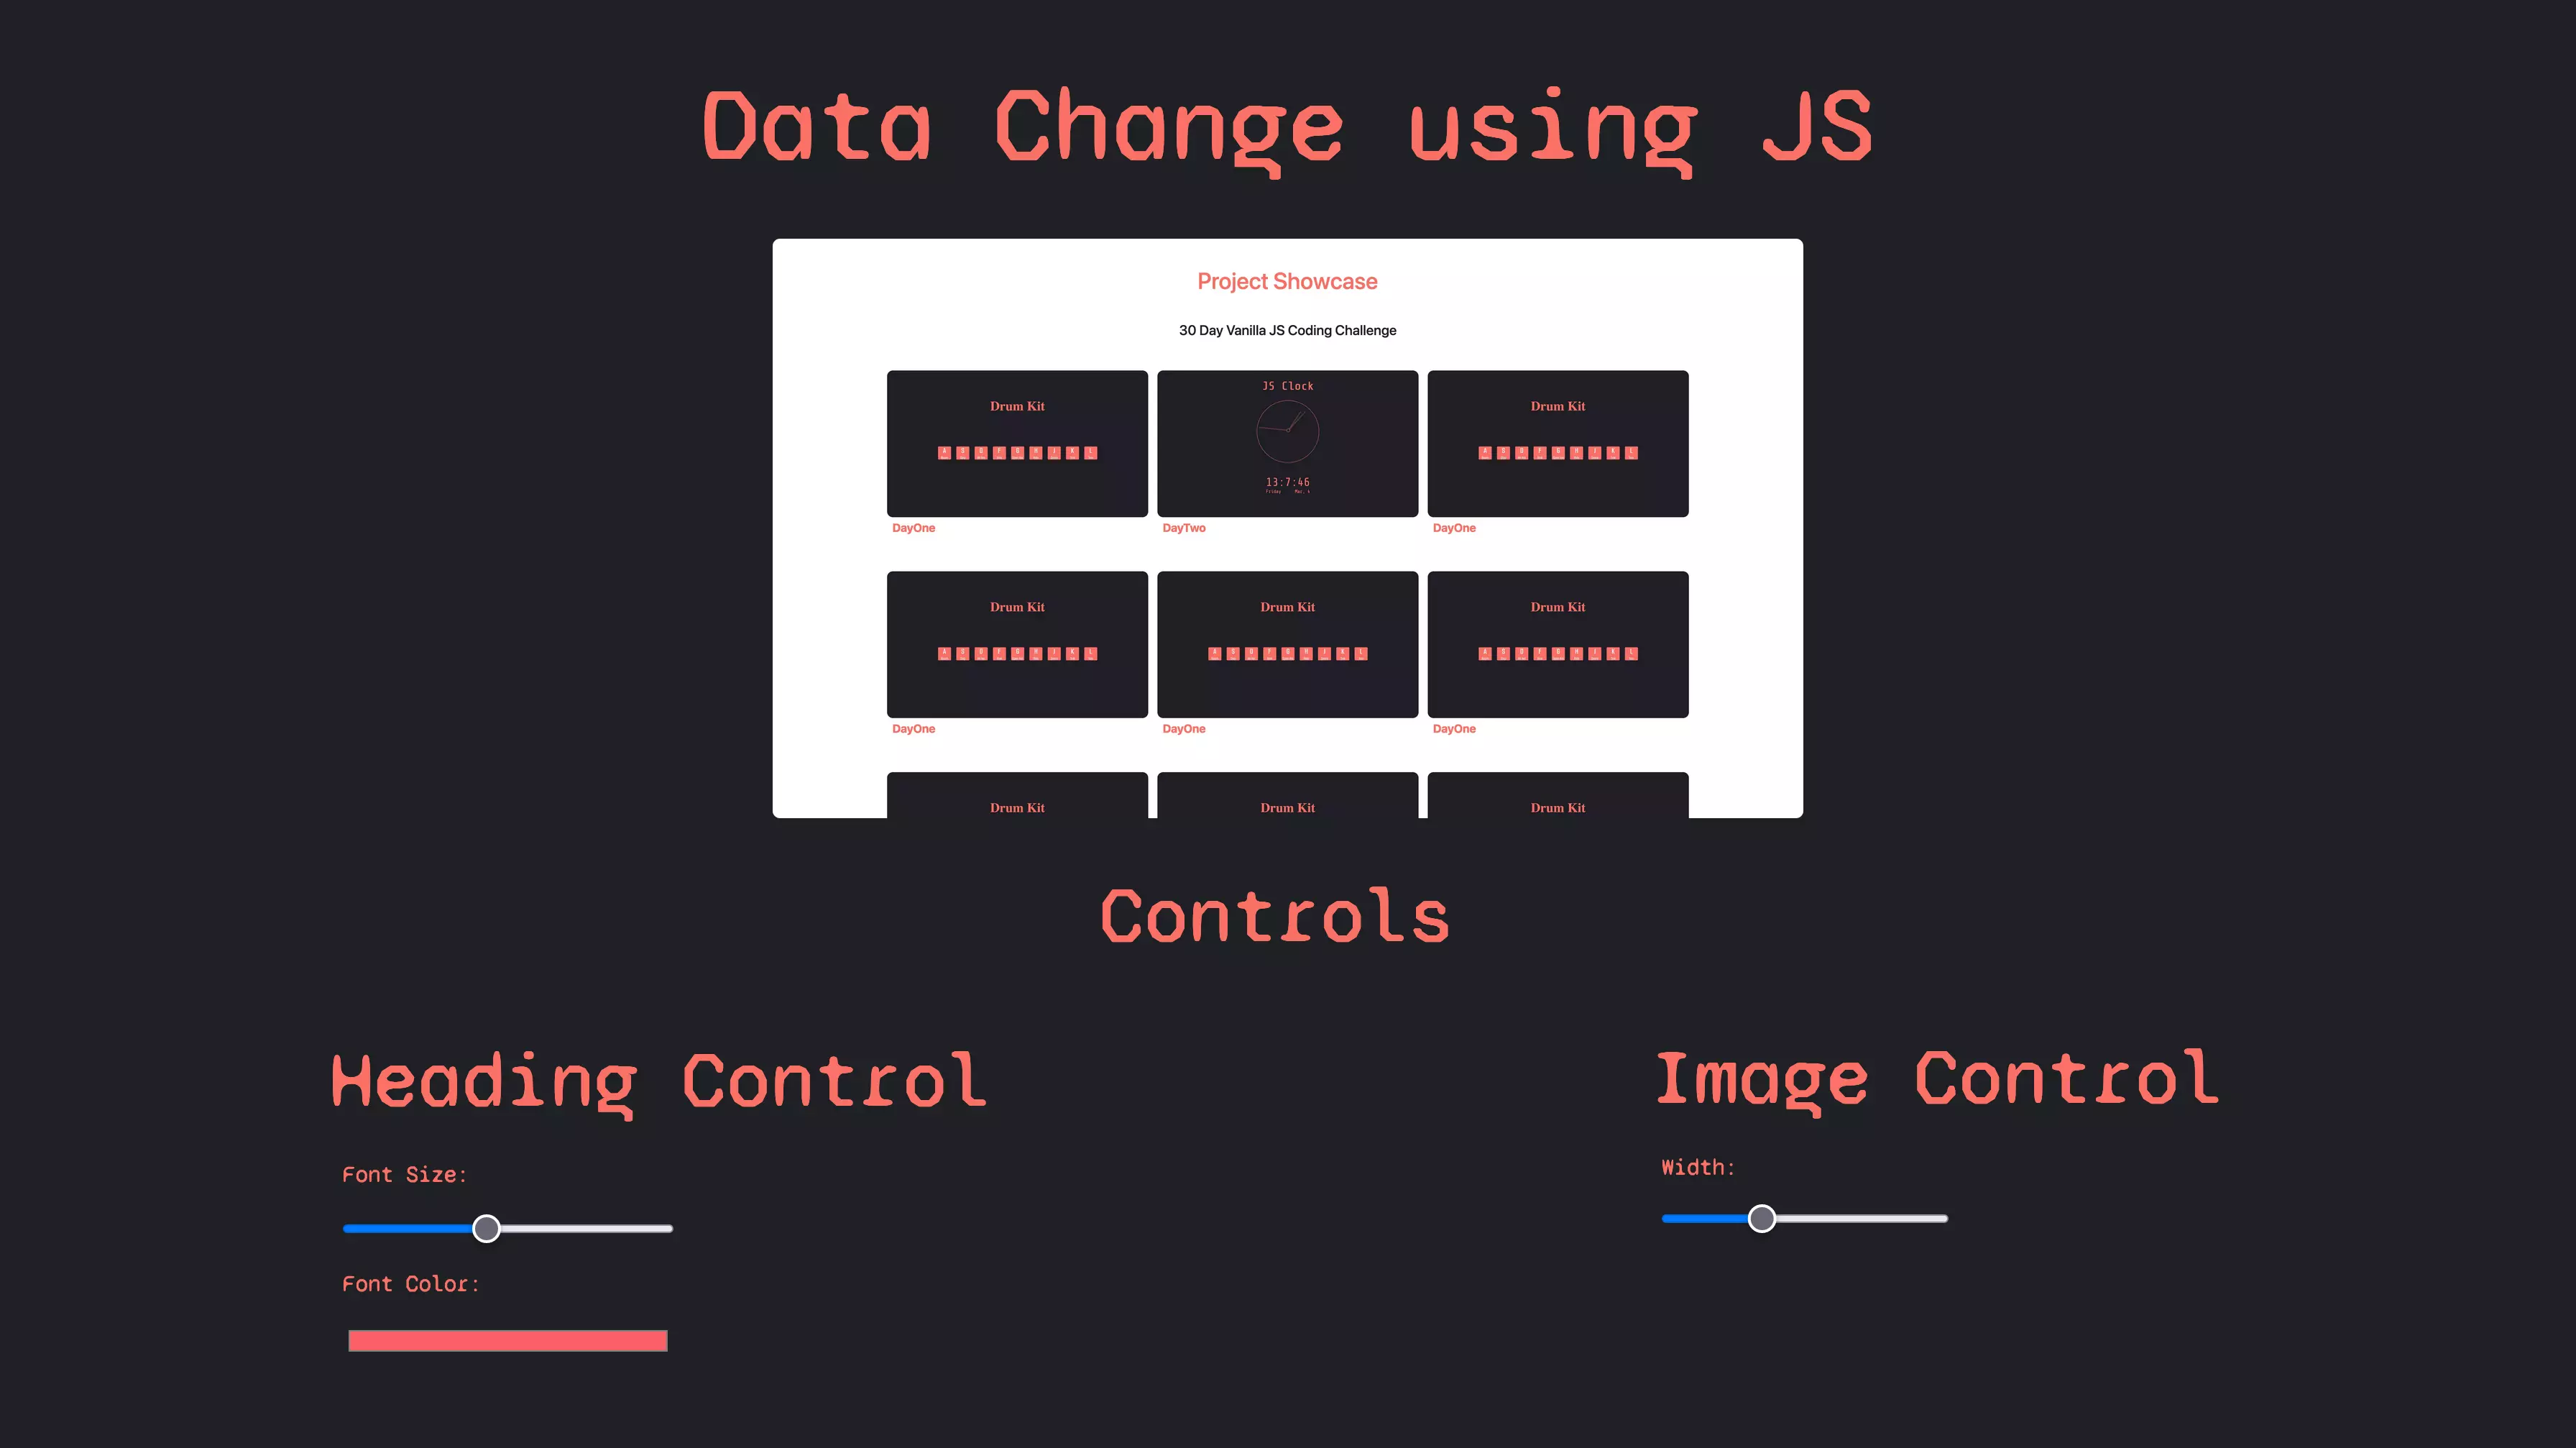 Data Change using JS
Project Showcase
30 Day Vanilla JS Coding Challenge
Drum Kit
JS Clock
Drum Kit
13:7:46
Friday
DayOne
DayTwo
DayOne
Drum Kit
Drum Kit
Drum Kit
DayOne
DayOne
DayOne
Drum Kit
Drum Kit
Drum Kit
Controls
Heading Control
Image Control
Font Size:
Width:
Font Color: